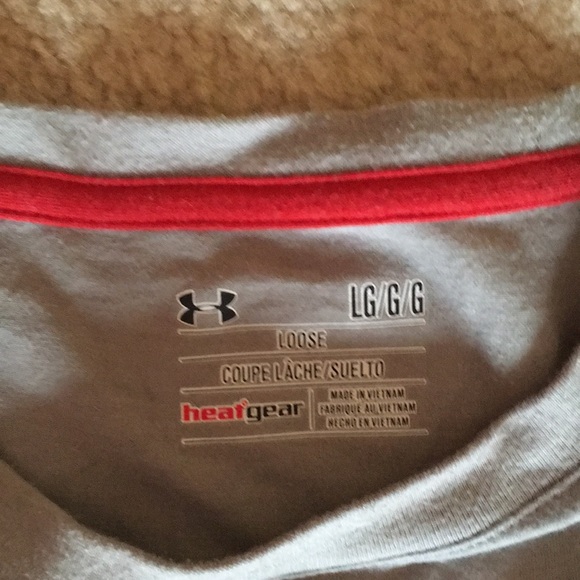 LG/G/G
LOOSE
COUPE LÂCHE/SUELTO
heatgear
MADE IN VIETNAM
FABRIQUÉ AU VIETNAM
HECHO EN VIETNAM